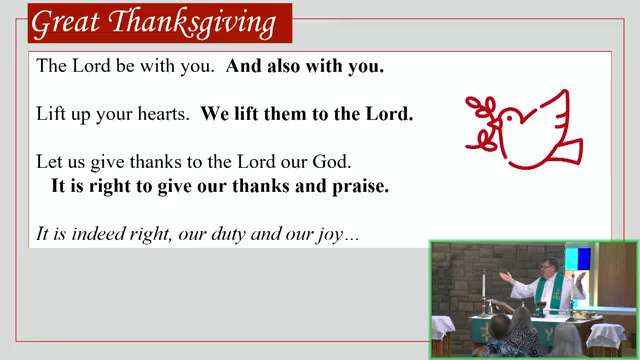 Great Thanksgiving
The Lord be with you. And also with you.
Lift up your hearts. We lift them to the Lord.
Let us give thanks to the Lord our God.
It is right to give our thanks and praise.
It is indeed right, our duty and our joy…